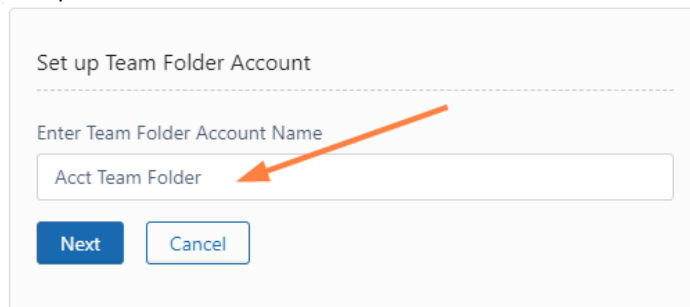 Set up Team Folder Account
Enter Team Folder Account Name
Acct Team Folder
Next Cancel